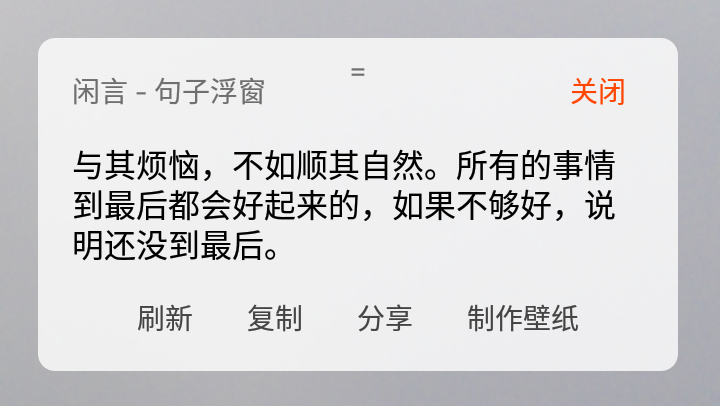 =
闲言 - 句子浮窗 关闭
与其烦恼，不如顺其自然。所有的事情
到最后都会好起来的，如果不够好，说
明还没到最后。
刷新 复制 分享 制作壁纸